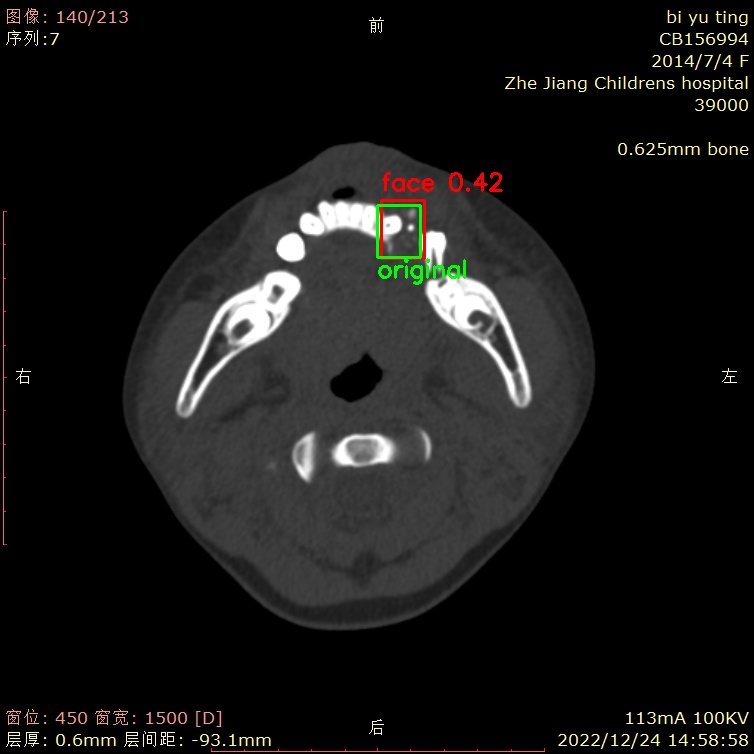 图像: 140/213
序列:7
前
bi yu ting
CB156994
2014/7/4 F
Zhe Jiang Childrens hospital
39000
0.625mm bone
face 0.42
original
右
左
窗位: 450 窗宽: 1500 [D]
层厚: 0.6mm 层间距: -93.1mm
后
113mA 100KV
2022/12/24 14:58:58